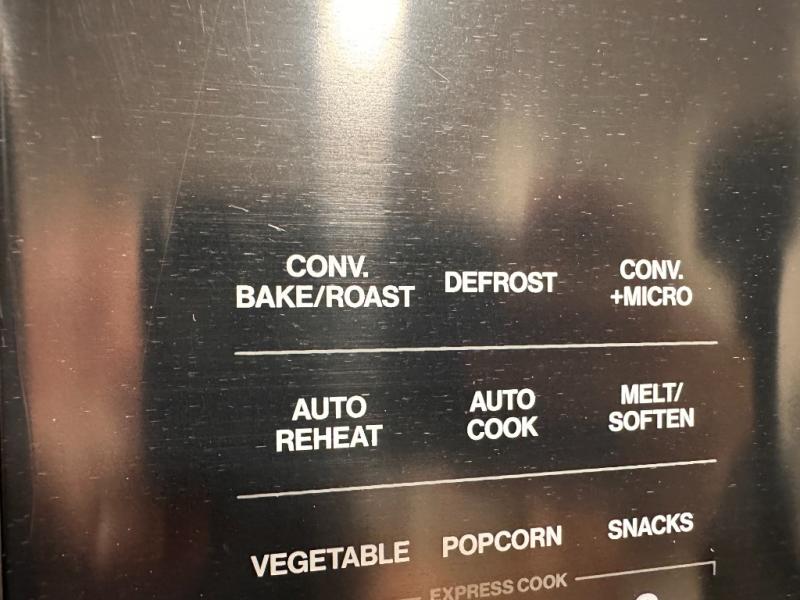 CONV.
BAKE/ROAST
DEFROST
CONV.
+MICRO
AUTO
REHEAT
AUTO
COOK
MELT/
SOFTEN
VEGETABLE
POPCORN
SNACKS
EXPRESS COOK